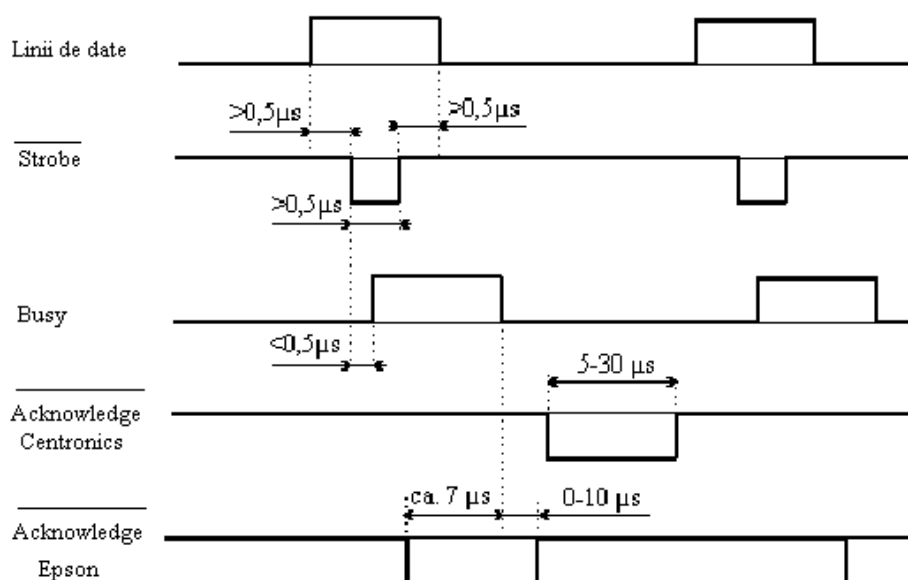 Linii de date
>0,5µs
>0,5µs
Strobe
>0,5µs
Busy
<0,5µs
5-30 µs
Acknowledge
Centronics
ca. 7 µs
0-10 µs
Acknowledge
Epson